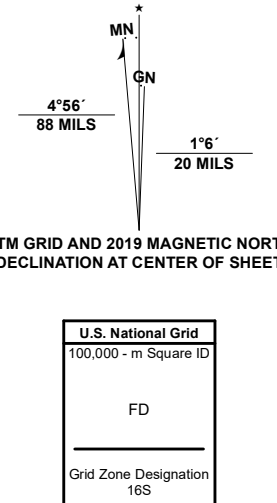 MN
GN
4°56´
88 MILS
1°6´
20 MILS
TM GRID AND 2019 MAGNETIC NORT
DECLINATION AT CENTER OF SHEET
U.S. National Grid
100,000 - m Square ID
FD
Grid Zone Designation
16S